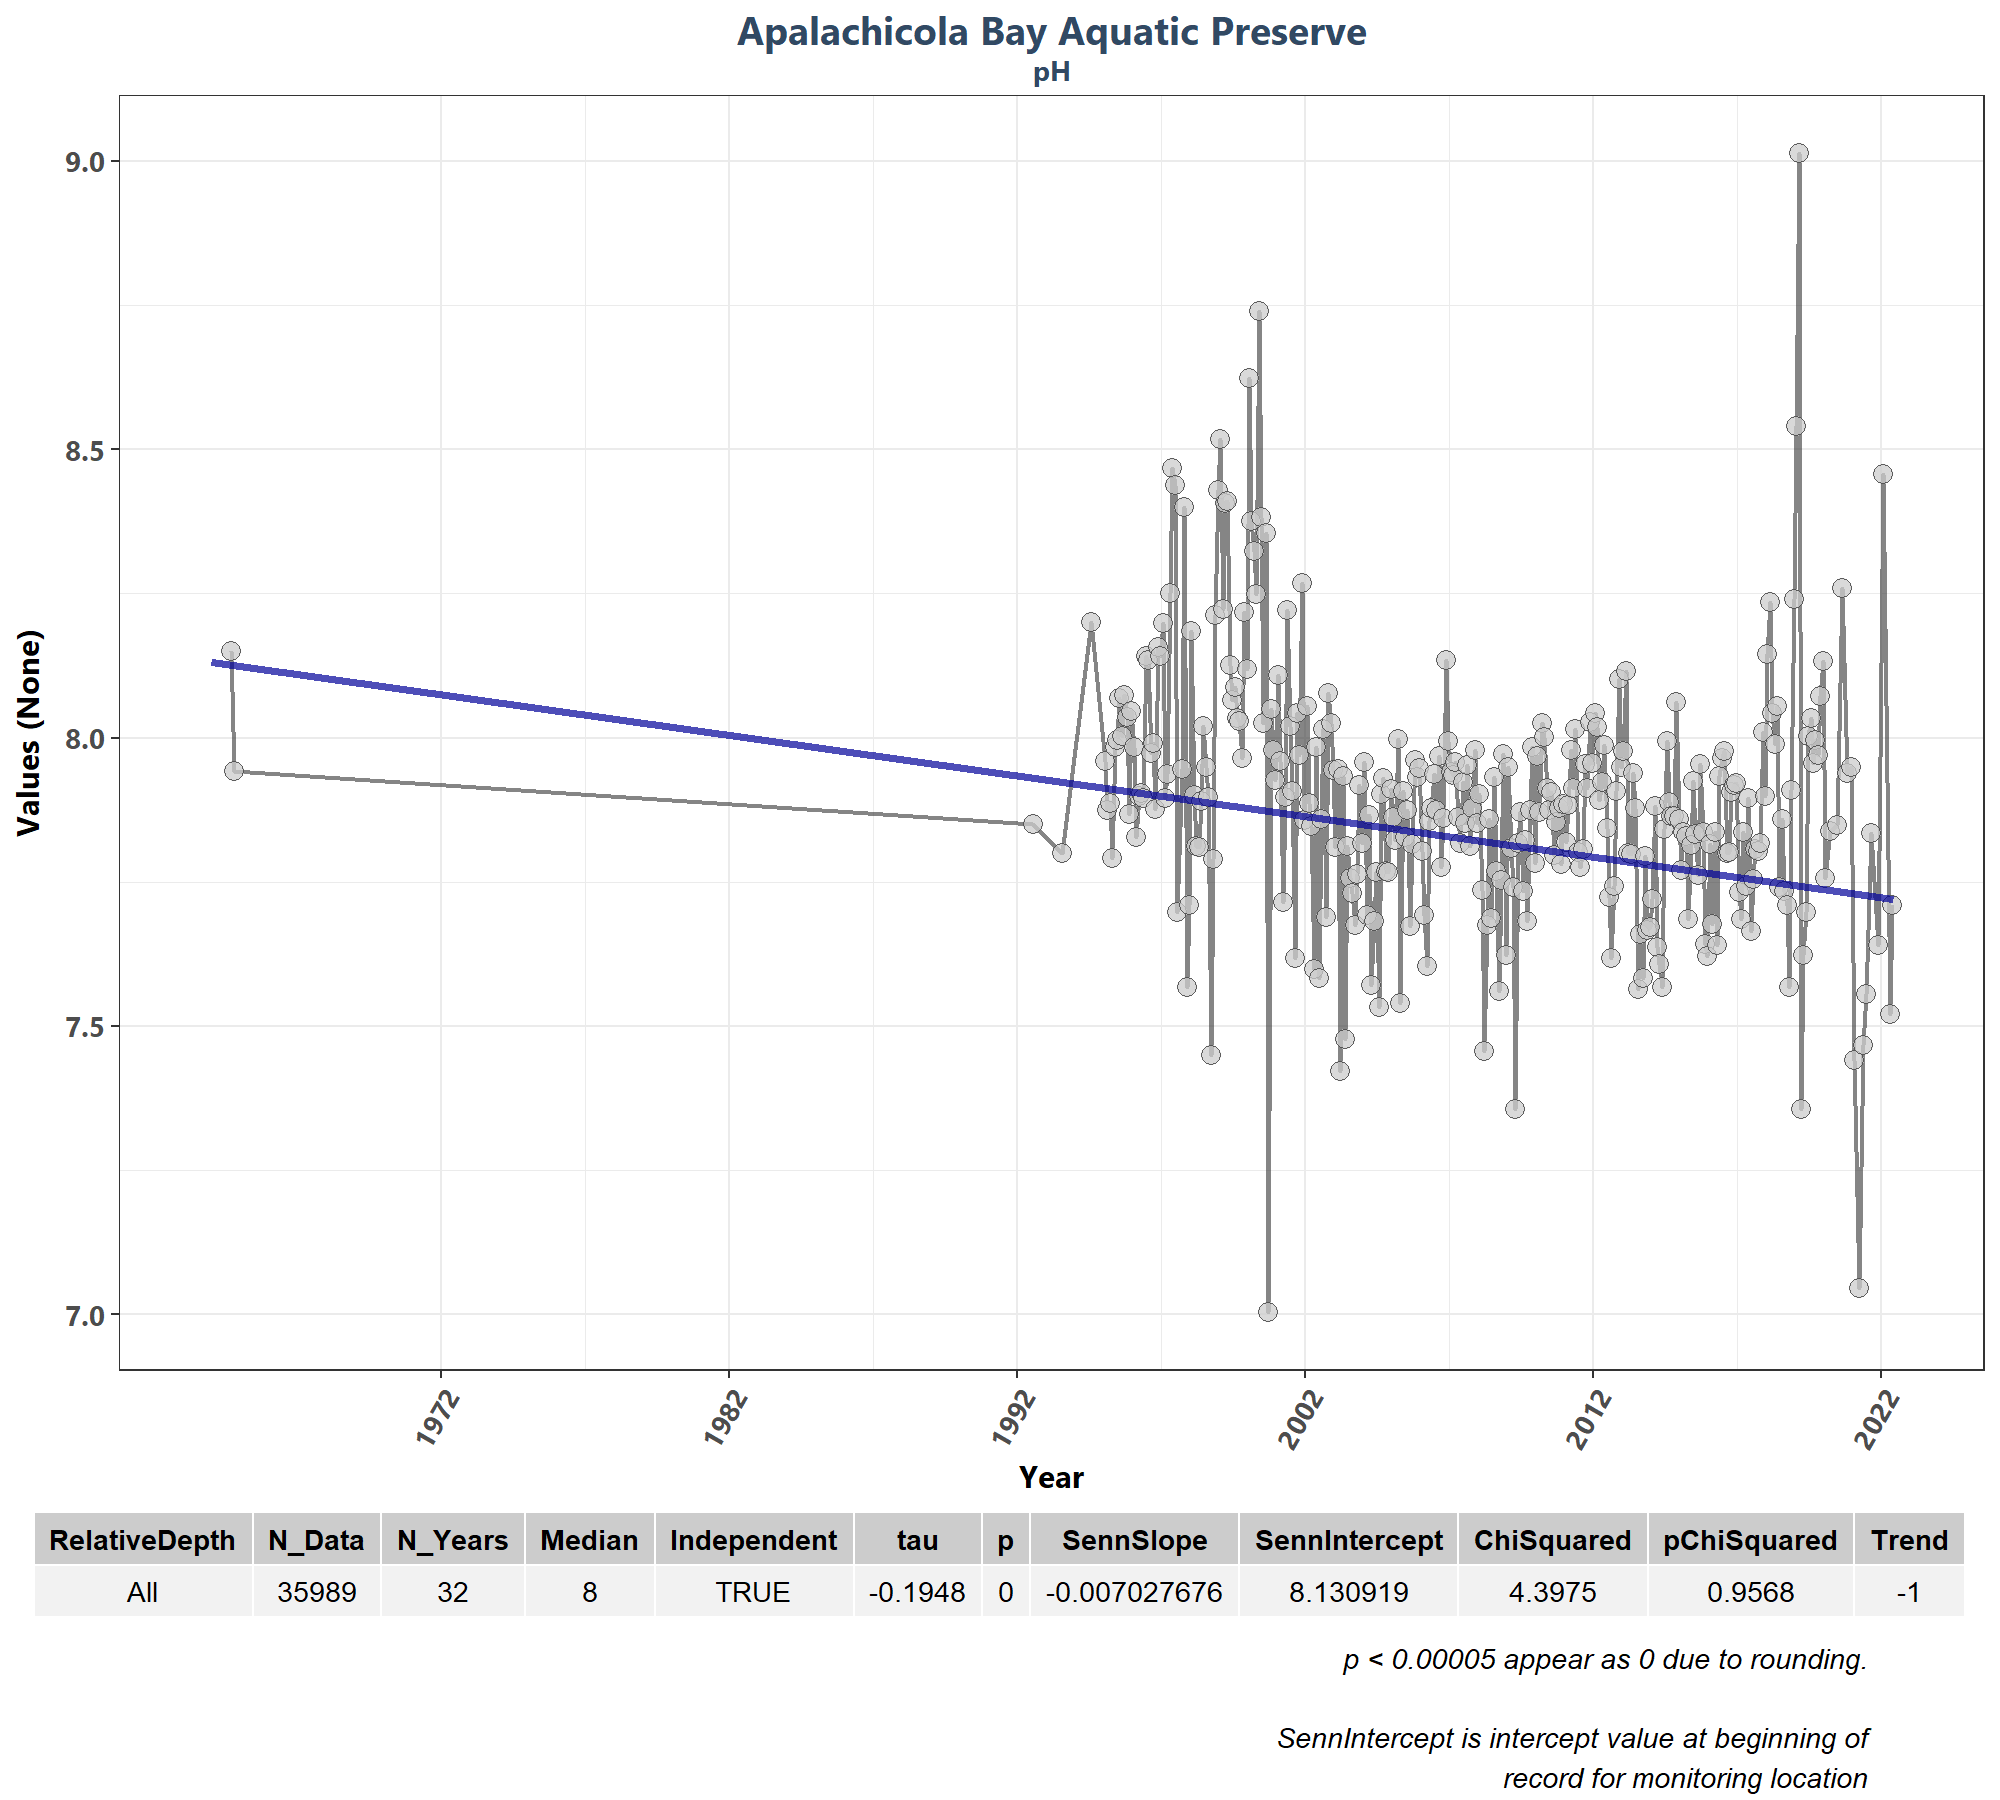 Apalachicola Bay Aquatic Preserve
pH
Values (None)
9.0
8.5
8.0
7.5
7.0
1972
1982
1992
2002
2012
2022
Year
RelativeDepth N_Data N_Years Median Independent tau p SennSlope SennIntercept ChiSquared pChiSquared Trend
All 35989 32 8 TRUE -0.1948 0 -0.007027676 8.130919 4.3975 0.9568 -1
p < 0.00005 appear as 0 due to rounding.
SennIntercept is intercept value at beginning of
record for monitoring location